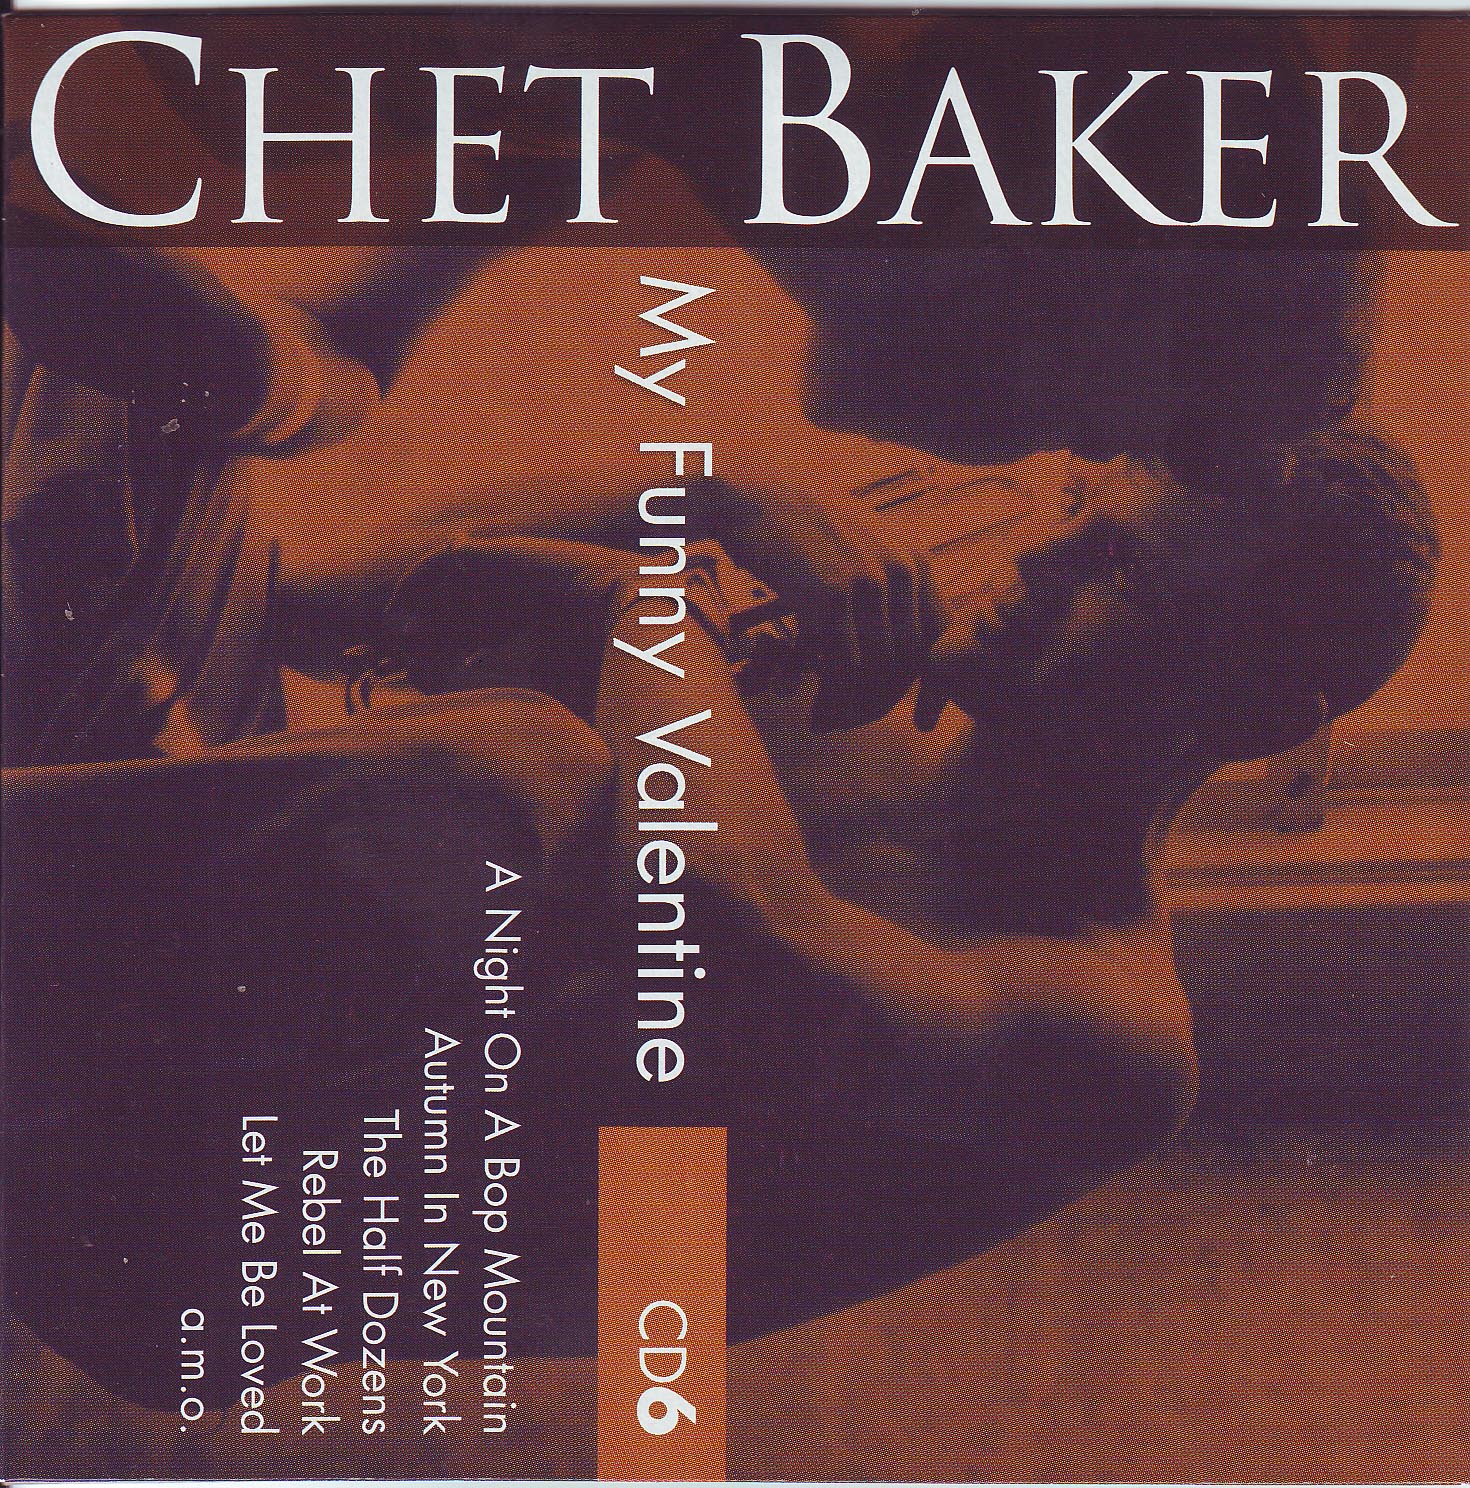 CHET BAKER
My Funny Valentine
CD6
A Night On A Bop Mountain
Autumn In New York
The Half Dozens
Rebel At Work
Let Me Be Loved
a.m.o.